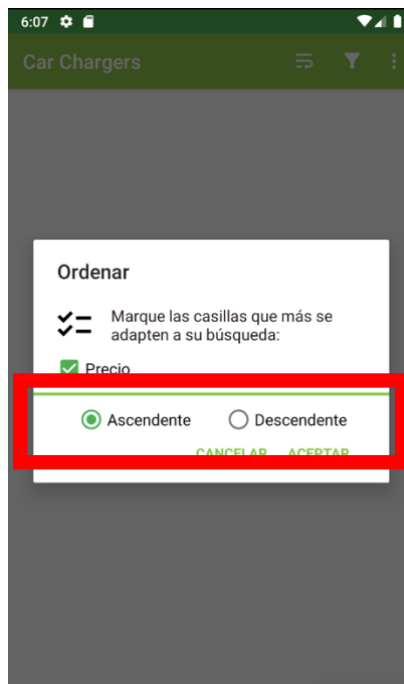 6:07
Car Chargers
Ordenar
Marque las casillas que más se
adapten a su búsqueda:
Precio
Ascendente Descendente
CANCELAR ACEPTAR